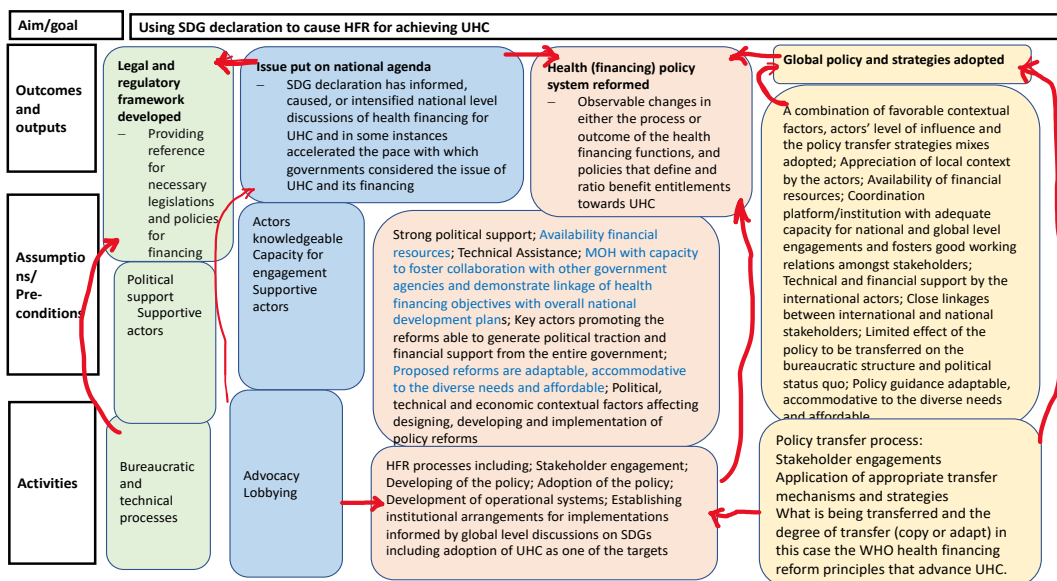 Aim/goal
Using SDG declaration to cause HFR for achieving UHC
Outcomes
and
outputs
Legal and
regulatory
framework
developed
– Providing
reference
for
necessary
legislations
and policies
for
financing
Issue put on national agenda
– SDG declaration has informed,
caused, or intensified national level
discussions of health financing for
UHC and in some instances
accelerated the pace with which
governments considered the issue of
UHC and its financing
Health (financing) policy
system reformed
– Observable changes in
either the process or
outcome of the health
financing functions, and
policies that define and
ratio benefit entitlements
towards UHC
Global policy and strategies adopted
Assumptio
ns/
Pre-
conditions
Political
support
Supportive
actors
Actors
knowledgeable
Capacity for
engagement
Supportive
actors
Strong political support; Availability financial
resources; Technical Assistance; MOH with capacity
to foster collaboration with other government
agencies and demonstrate linkage of health
financing objectives with overall national
development plans; Key actors promoting the
reforms able to generate political traction and
financial support from the entire government;
Proposed reforms are adaptable, accommodative
to the diverse needs and affordable; Political,
technical and economic contextual factors affecting
designing, developing and implementation of
policy reforms
A combination of favorable contextual
factors, actors' level of influence and
the policy transfer strategies mixes
adopted; Appreciation of local context
by the actors; Availability of financial
resources; Coordination
platform/institution with adequate
capacity for national and global level
engagements and fosters good working
relations amongst stakeholders;
Technical and financial support by the
international actors; Close linkages
between international and national
stakeholders; Limited effect of the
policy to be transferred on the
bureaucratic structure and political
status quo; Policy guidance adaptable,
accommodative to the diverse needs
and affordable
Activities
Bureaucratic
and
technical
processes
Advocacy
Lobbying
HFR processes including; Stakeholder engagement;
Developing of the policy; Adoption of the policy;
Development of operational systems; Establishing
institutional arrangements for implementations
informed by global level discussions on SDGs
including adoption of UHC as one of the targets
Policy transfer process:
Stakeholder engagements
Application of appropriate transfer
mechanisms and strategies
What is being transferred and the
degree of transfer (copy or adapt) in
this case the WHO health financing
reform principles that advance UHC.